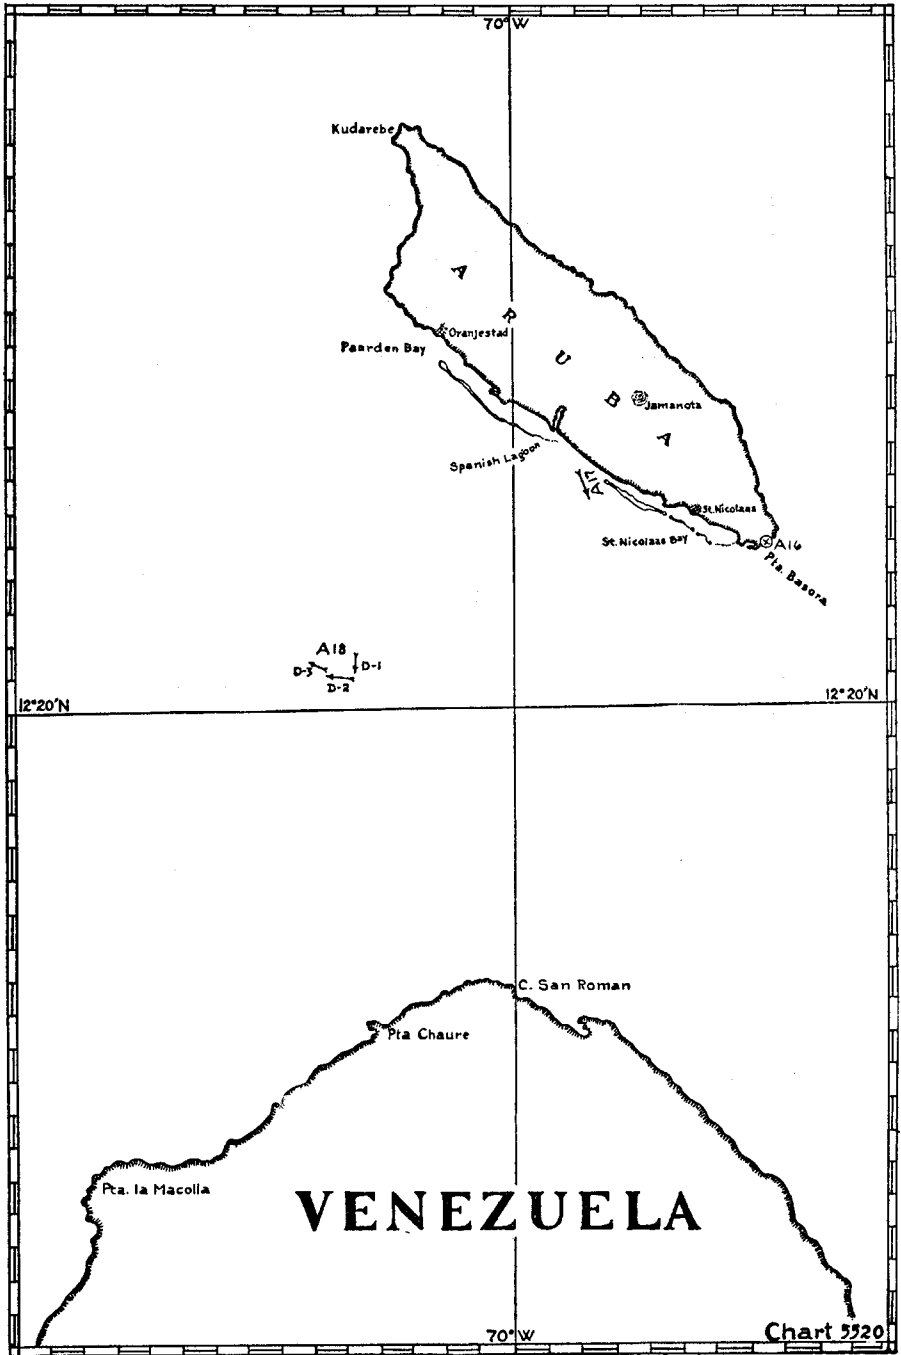 70° W
Kudarebe
A
R
U
B
A
Oranjestad
Paarden Bay
Jamanota
Spanish Lagoon
A17
St. Nicolaas
St. Nicolaas Bay
A16
Pta. Basora
A18
D-3
D-1
D-2
12°20'N
12°20'N
C. San Roman
Pta Chaure
Pta. la Macolla
VENEZUELA
70° W
Chart 5520